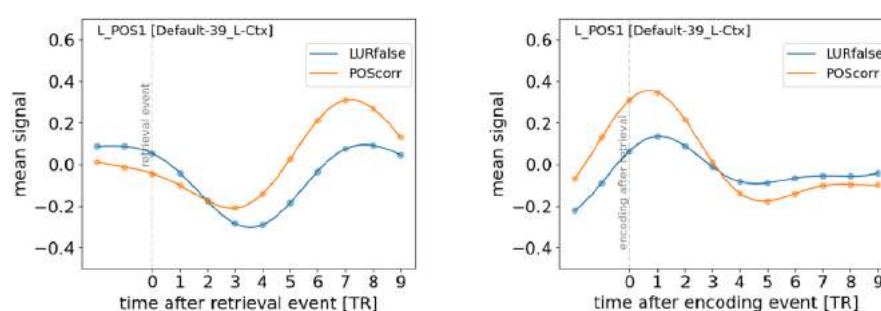 L_POS1 [Default-39_L-Ctx]
LURfalse
POScorr
retrieval event
mean signal
0.6
0.4
0.2
0.0
−0.2
−0.4
0 1 2 3 4 5 6 7 8 9
time after retrieval event [TR]
L_POS1 [Default-39_L-Ctx]
LURfalse
POScorr
encoding after retrieval
mean signal
0.6
0.4
0.2
0.0
−0.2
−0.4
0 1 2 3 4 5 6 7 8 9
time after encoding event [TR]